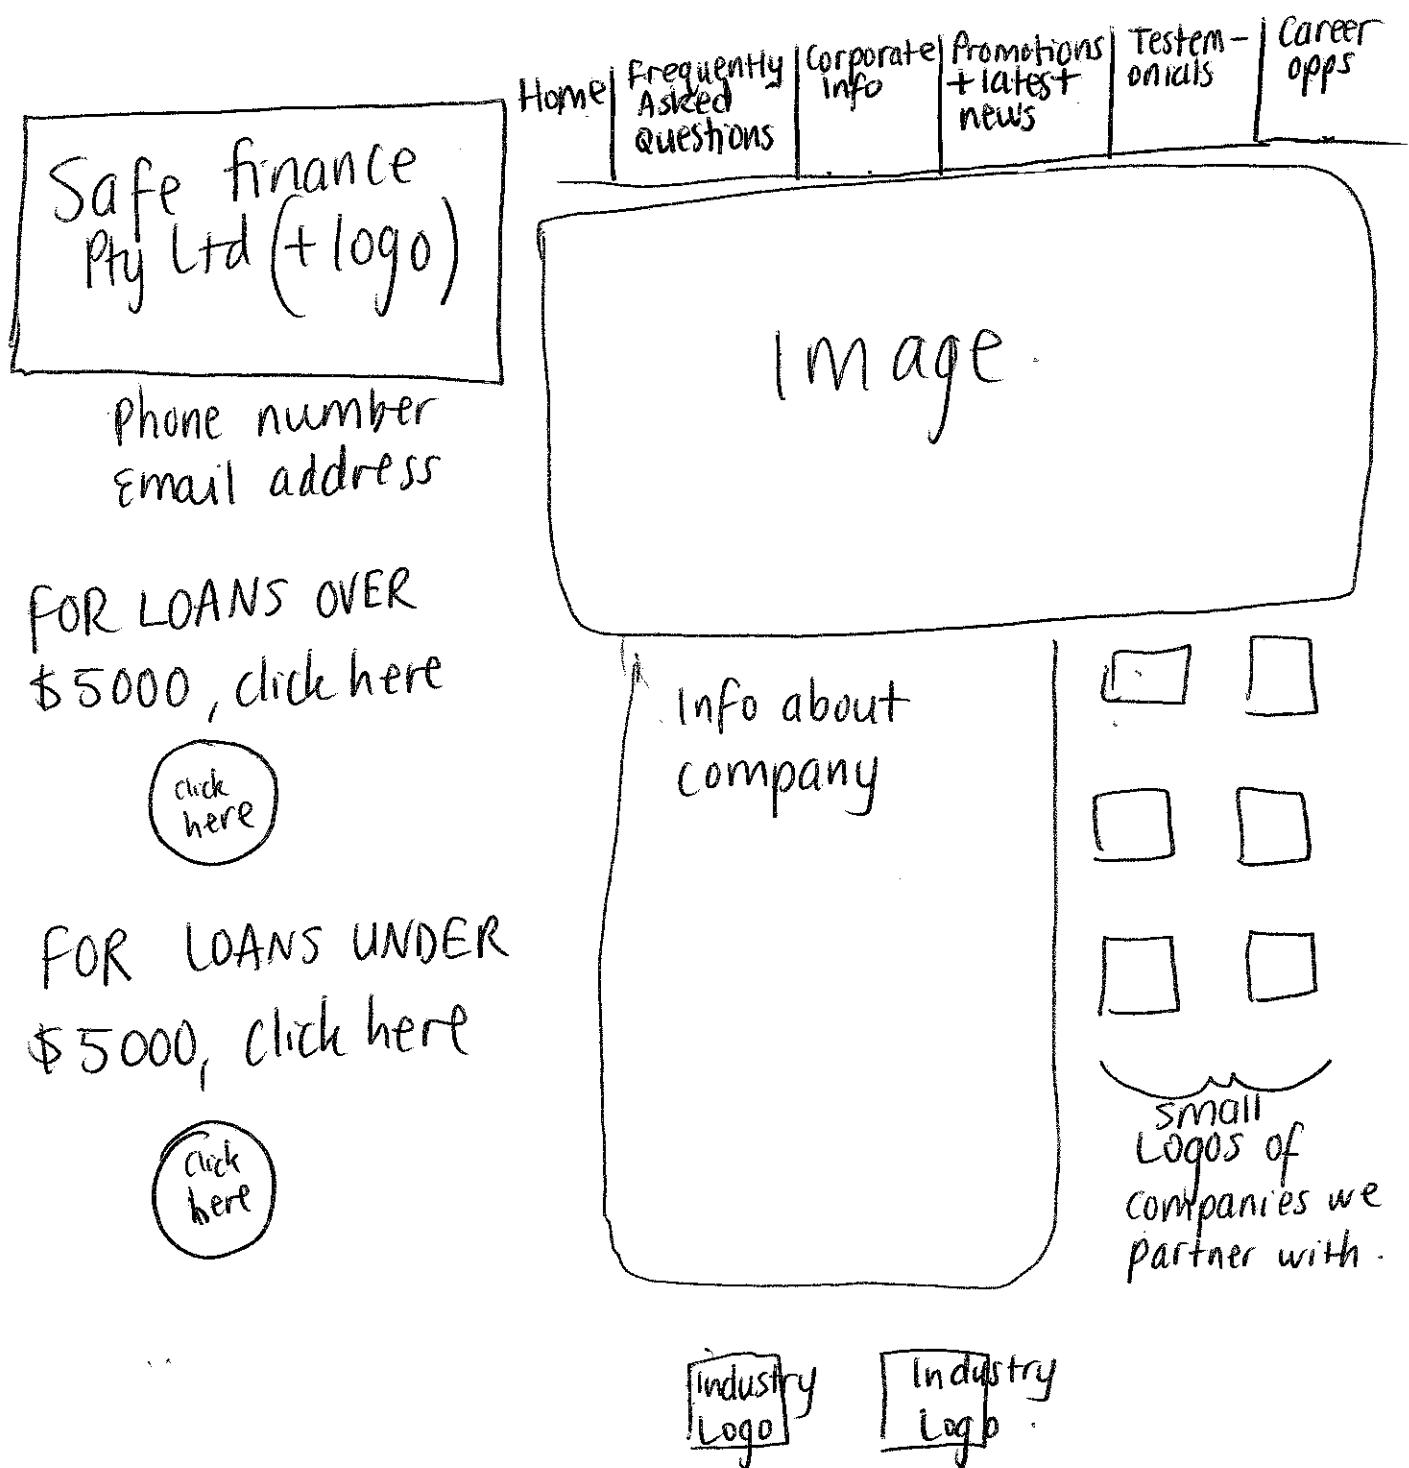 Home
Frequently
Asked
Questions
Corporate
info
Promotions
+ latest
news
Testem-
onials
Career
opps
Safe finance
Pty Ltd (+ logo)
Phone number
Email address
Image
FOR LOANS OVER
$5000, click here
click
here
FOR LOANS UNDER
$5000, click here
click
here
Info about
company
small
Logos of
companies we
partner with.
Industry
Logo
Industry
Logo